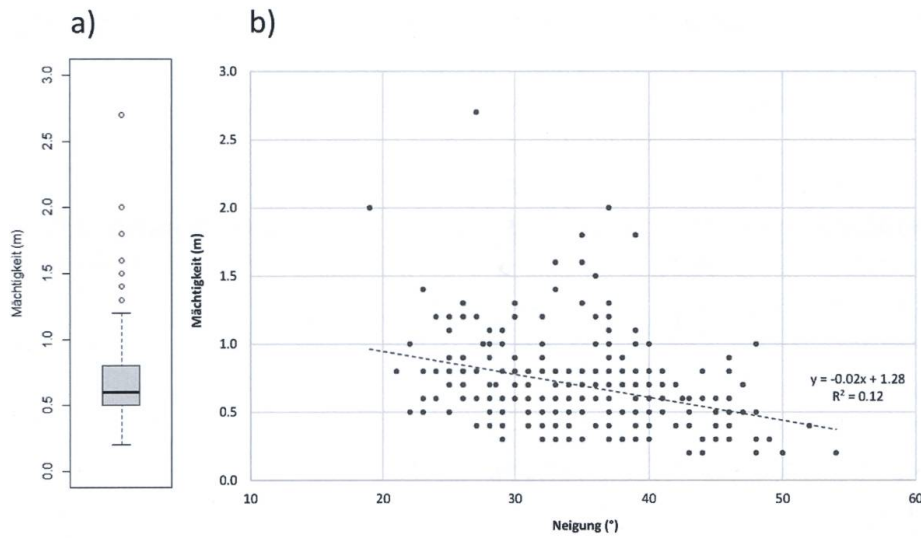 a)
b)
3.0
2.5
2.0
1.5
1.0
0.5
0.0
Mächtigkeit (m)
3.0
2.5
2.0
1.5
1.0
0.5
0.0
Mächtigkeit (m)
y = -0.02x + 1.28
R² = 0.12
10 20 30 40 50 60
Neigung (°)